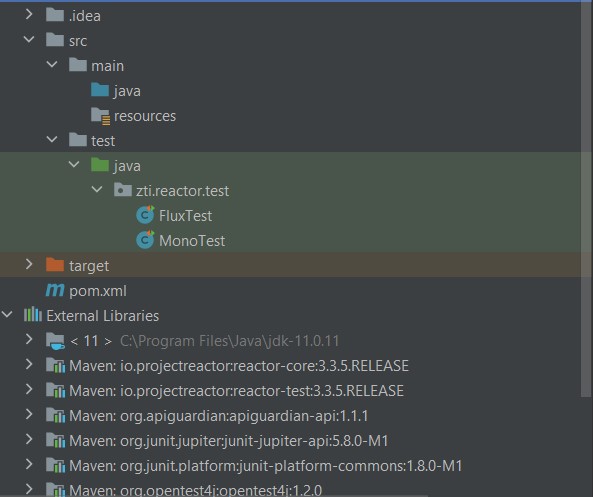 .idea
src
main
java
resources
test
java
zti.reactor.test
FluxTest
MonoTest
target
m pom.xml
External Libraries
< 11 > C:\Program Files\Java\jdk-11.0.11
Maven: io.projectreactor:reactor-core:3.3.5.RELEASE
Maven: io.projectreactor:reactor-test:3.3.5.RELEASE
Maven: org.apiguardian:apiguardian-api:1.1.1
Maven: org.junit.jupiter:junit-jupiter-api:5.8.0-M1
Maven: org.junit.platform:junit-platform-commons:1.8.0-M1
Maven: org.opentest4j:opentest4j:1.2.0